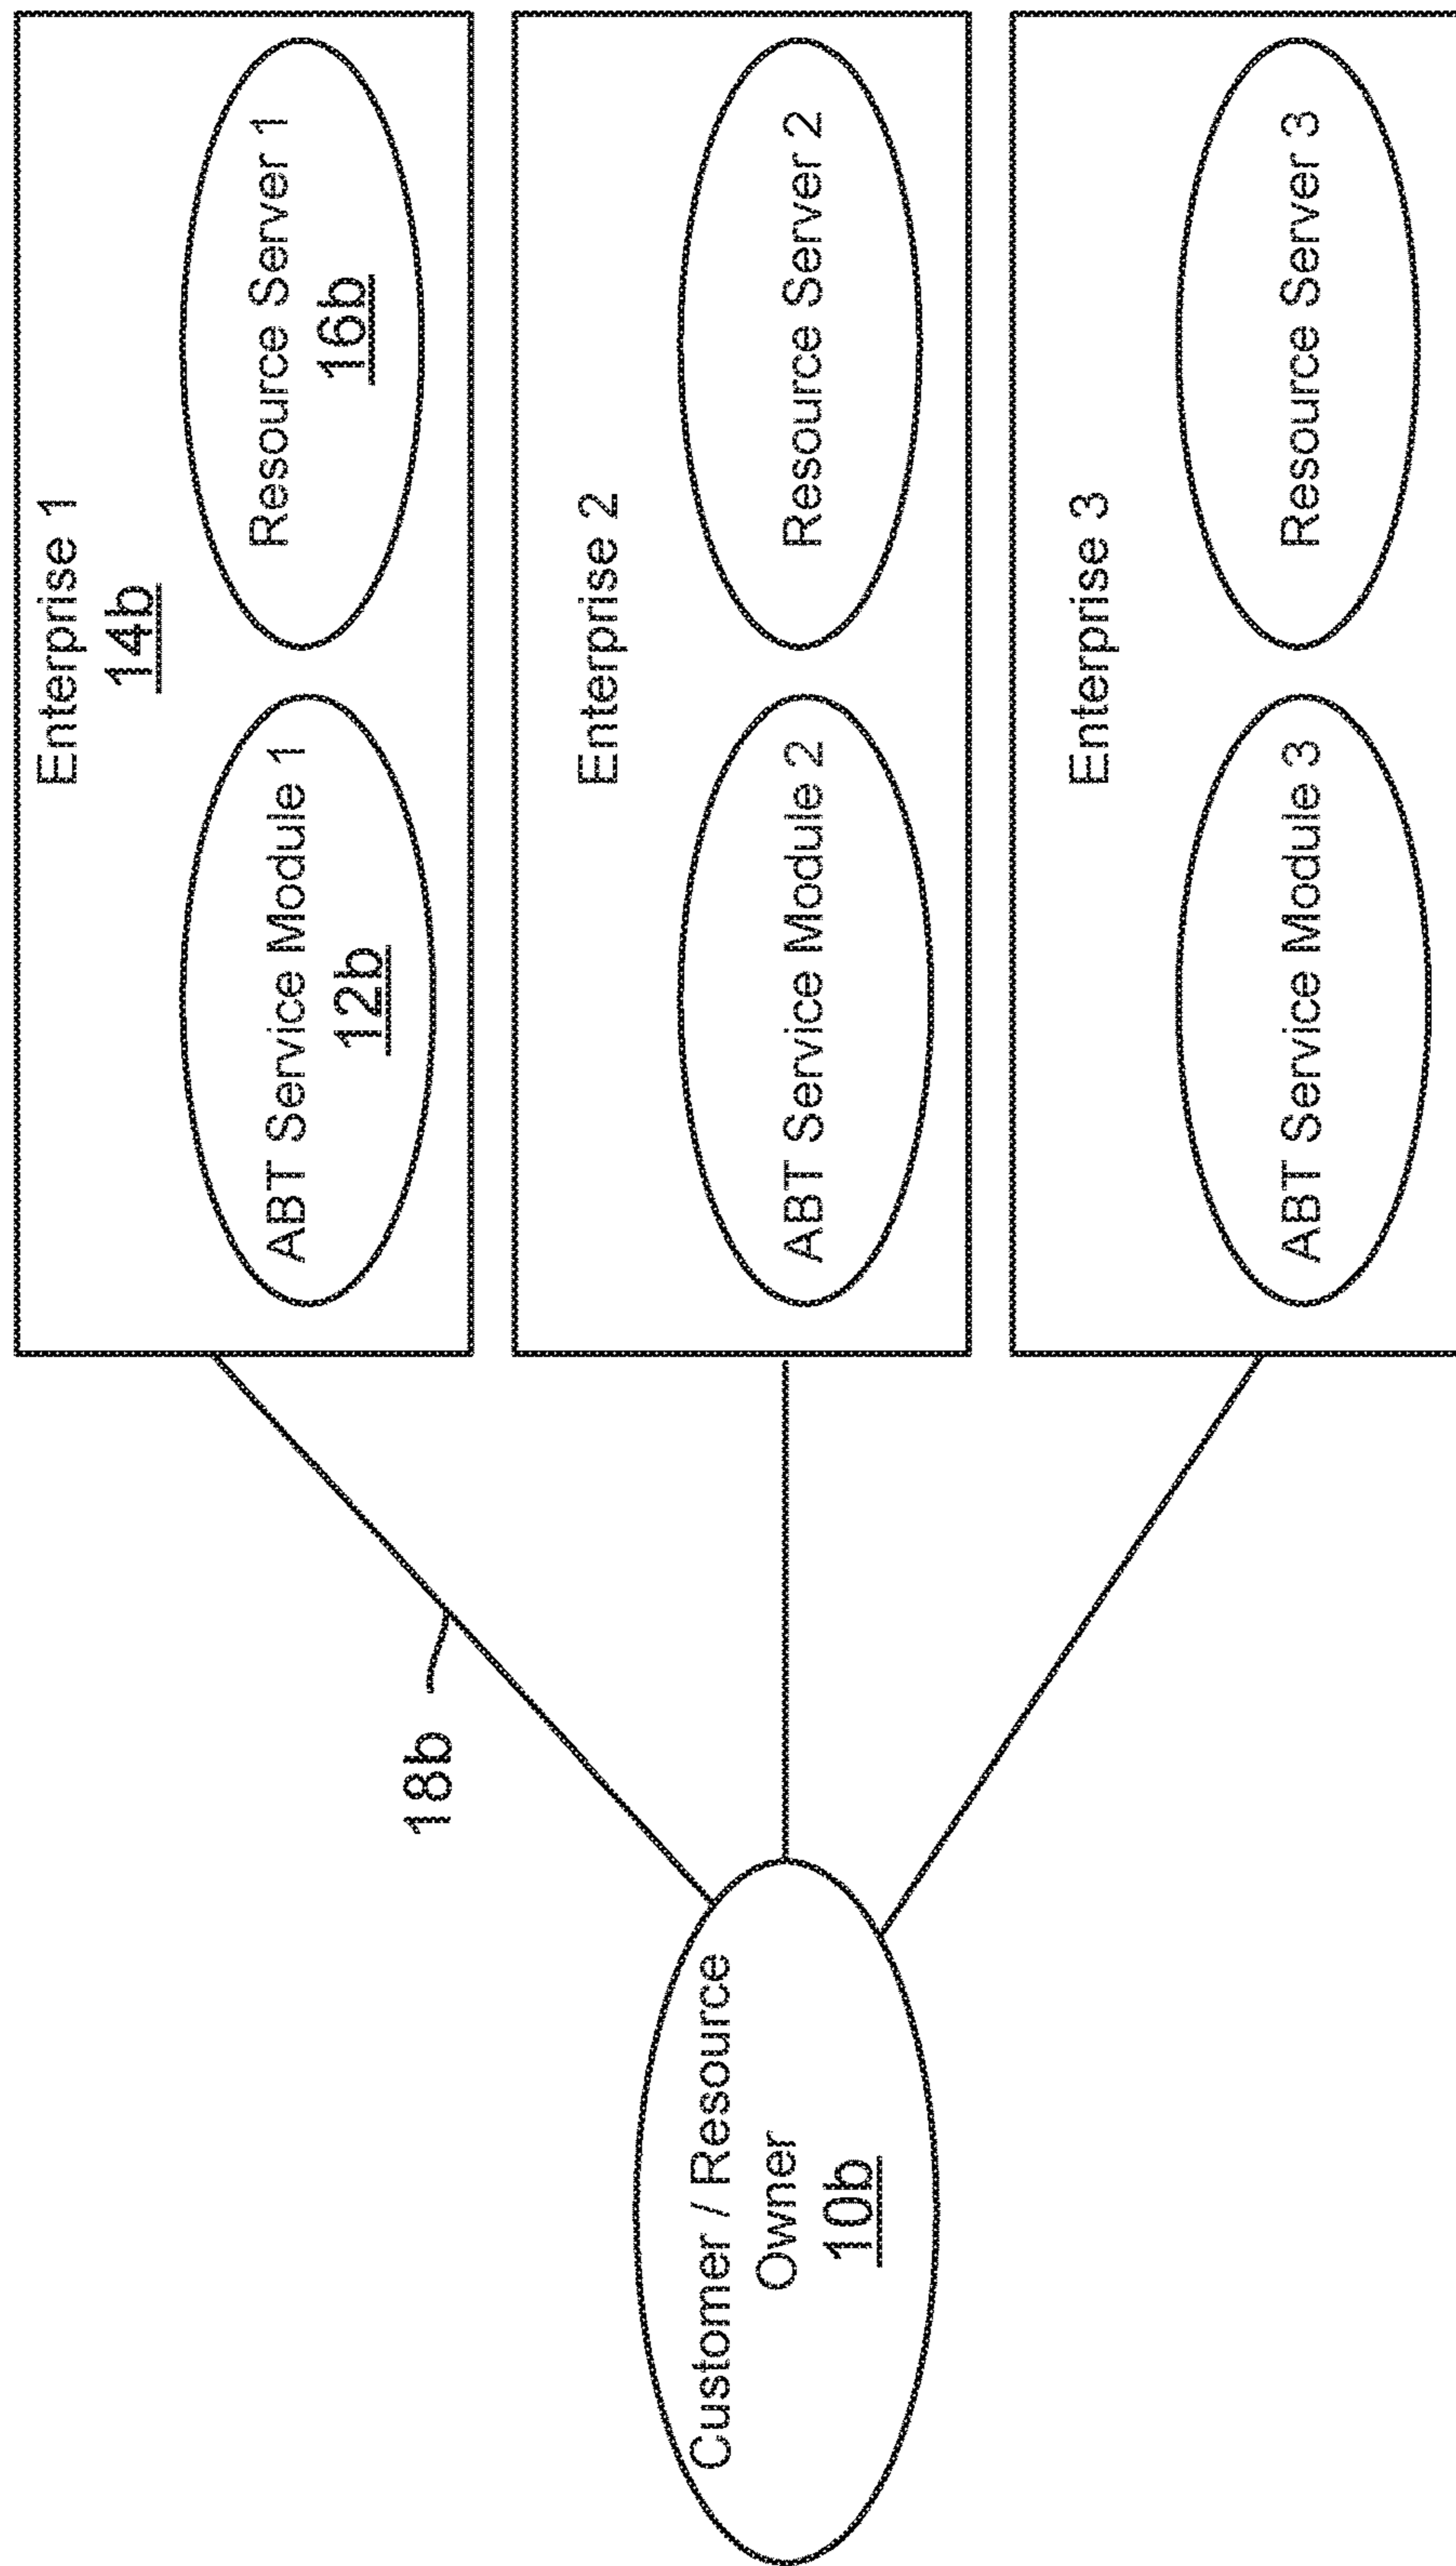 Enterprise 1
14b
ABT Service Module 1
12b
Resource Server 1
16b
18b
Enterprise 2
ABT Service Module 2
Resource Server 2
Customer / Resource
Owner
10b
Enterprise 3
ABT Service Module 3
Resource Server 3